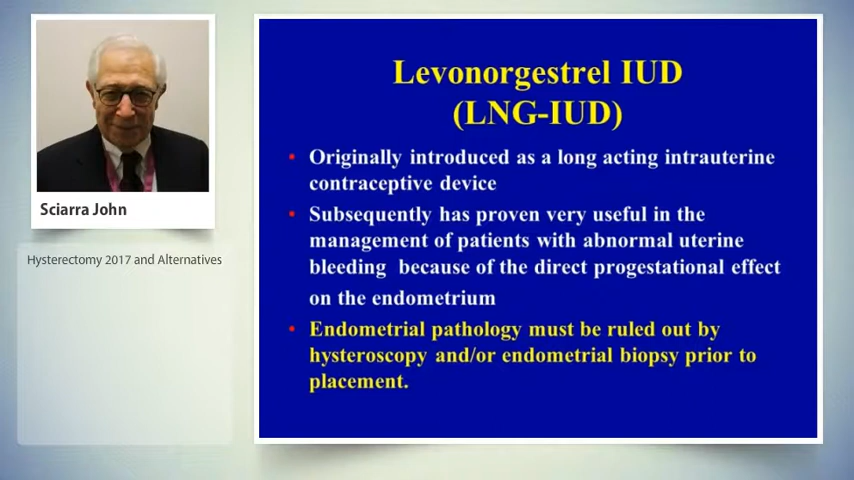 Sciarra John
Hysterectomy 2017 and Alternatives
Levonorgestrel IUD
(LNG-IUD)
• Originally introduced as a long acting intrauterine
contraceptive device
• Subsequently has proven very useful in the
management of patients with abnormal uterine
bleeding because of the direct progestational effect
on the endometrium
• Endometrial pathology must be ruled out by
hysteroscopy and/or endometrial biopsy prior to
placement.